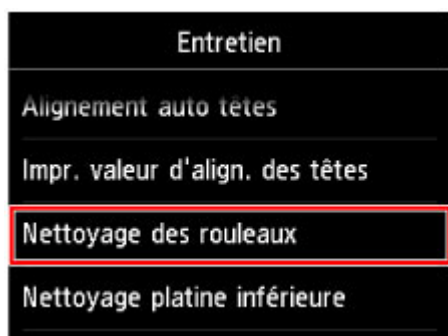 Entretien
Alignement auto têtes
Impr. valeur d'align. des têtes
Nettoyage des rouleaux
Nettoyage platine inférieure